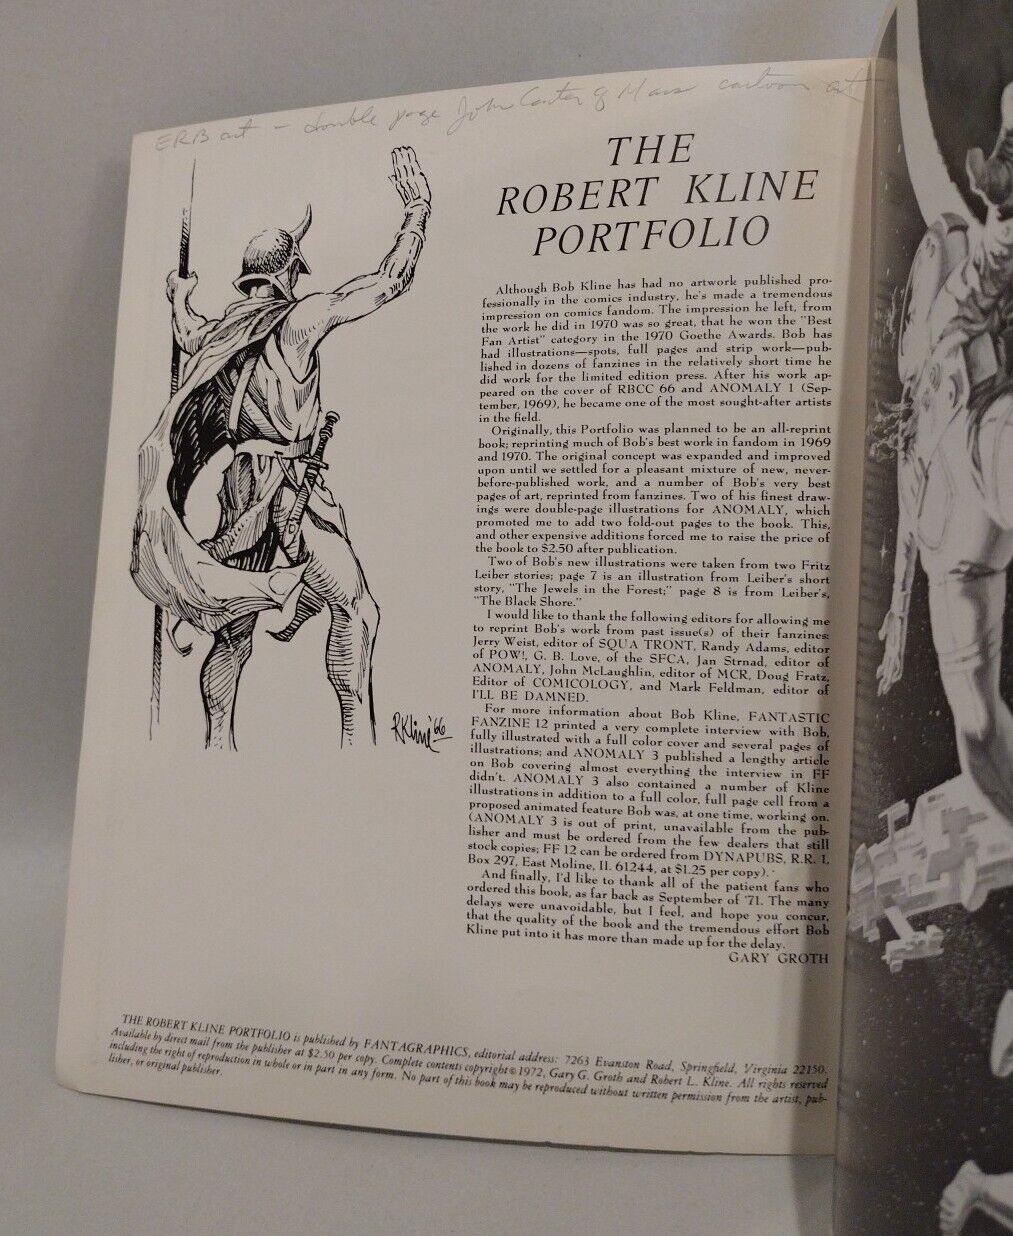 ERB art - double page John Carter of Mars cartoon art
THE
ROBERT KLINE
PORTFOLIO
Although Bob Kline has had no artwork published pro-
fessionally in the comics industry, he's made a tremendous
impression on comics fandom. The impression he left, from
the work he did in 1970 was so great, that he won the "Best
Fan Artist" category in the 1970 Goethe Awards. Bob has
had illustrations—spots, full pages and strip work—pub-
lished in dozens of fanzines in the relatively short time he
did work for the limited edition press. After his work ap-
peared on the cover of RBCC 66 and ANOMALY 1 (Sep-
tember, 1969), he became one of the most sought-after artists
in the field.
Originally, this Portfolio was planned to be an all-reprint
book; reprinting much of Bob's best work in fandom in 1969
and 1970. The original concept was expanded and improved
upon until we settled for a pleasant mixture of new, never-
before-published work, and a number of Bob's very best
pages of art, reprinted from fanzines. Two of his finest draw-
ings were double-page illustrations for ANOMALY, which
promoted me to add two fold-out pages to the book. This,
and other expensive additions forced me to raise the price of
the book to $2.50 after publication.
Two of Bob's new illustrations were taken from two Fritz
Leiber stories; page 7 is an illustration from Leiber's short
story, "The Jewels in the Forest;" page 8 is from Leiber's,
"The Black Shore."
I would like to thank the following editors for allowing me
to reprint Bob's work from past issue(s) of their fanzines:
Jerry Weist, editor of SQUA TRONT, Randy Adams, editor
of POW!, G. B. Love, of the SFCA, Jan Strnad, editor of
ANOMALY, John McLaughlin, editor of MCR, Doug Fratz,
Editor of COMICOLOGY, and Mark Feldman, editor of
I'LL BE DAMNED.
For more information about Bob Kline, FANTASTIC
FANZINE 12 printed a very complete interview with Bob,
fully illustrated with a full color cover and several pages of
illustrations; and ANOMALY 3 published a lengthy article
on Bob covering almost everything the interview in FF
didn't. ANOMALY 3 also contained a number of Kline
illustrations in addition to a full color, full page cell from a
proposed animated feature Bob was, at one time, working on.
(ANOMALY 3 is out of print, unavailable from the pub-
lisher and must be ordered from the few dealers that still
stock copies; FF 12 can be ordered from DYNAPUBS, R.R. 1,
Box 297, East Moline, Il. 61244, at $1.25 per copy).
And finally, I'd like to thank all of the patient fans who
ordered this book, as far back as September of '71. The many
delays were unavoidable, but I feel, and hope you concur,
that the quality of the book and the tremendous effort Bob
Kline put into it has more than made up for the delay.
GARY GROTH
RKline '66
THE ROBERT KLINE PORTFOLIO is published by FANTAGRAPHICS, editorial address: 7263 Evanston Road, Springfield, Virginia 22150.
Available by direct mail from the publisher at $2.50 per copy. Complete contents copyright © 1972, Gary G. Groth and Robert L. Kline. All rights reserved
including the right of reproduction in whole or in part in any form. No part of this book may be reproduced without written permission from the artist, pub-
lisher, or original publisher.